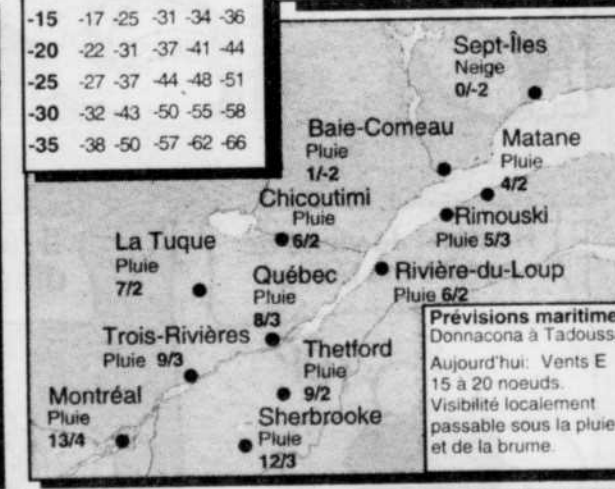 -15 -17 -25 -31 -34 -36
-20 -22 -31 -37 -41 -44
-25 -27 -37 -44 -48 -51
-30 -32 -43 -50 -55 -58
-35 -38 -50 -57 -62 -66
Sept-Îles
Neige
0/-2
Baie-Comeau
Pluie
1/-2
Matane
Pluie
4/2
Chicoutimi
Pluie
6/2
Rimouski
Pluie 5/3
La Tuque
Pluie
7/2
Québec
Pluie
8/3
Rivière-du-Loup
Pluie 6/2
Trois-Rivières
Pluie 9/3
Thetford
Pluie
9/2
Montréal
Pluie
13/4
Sherbrooke
Pluie
12/3
Prévisions maritime
Donnacona à Tadouss
Aujourd'hui: Vents E
15 à 20 noeuds.
Visibilité localement
passable sous la pluie
et de la brume.